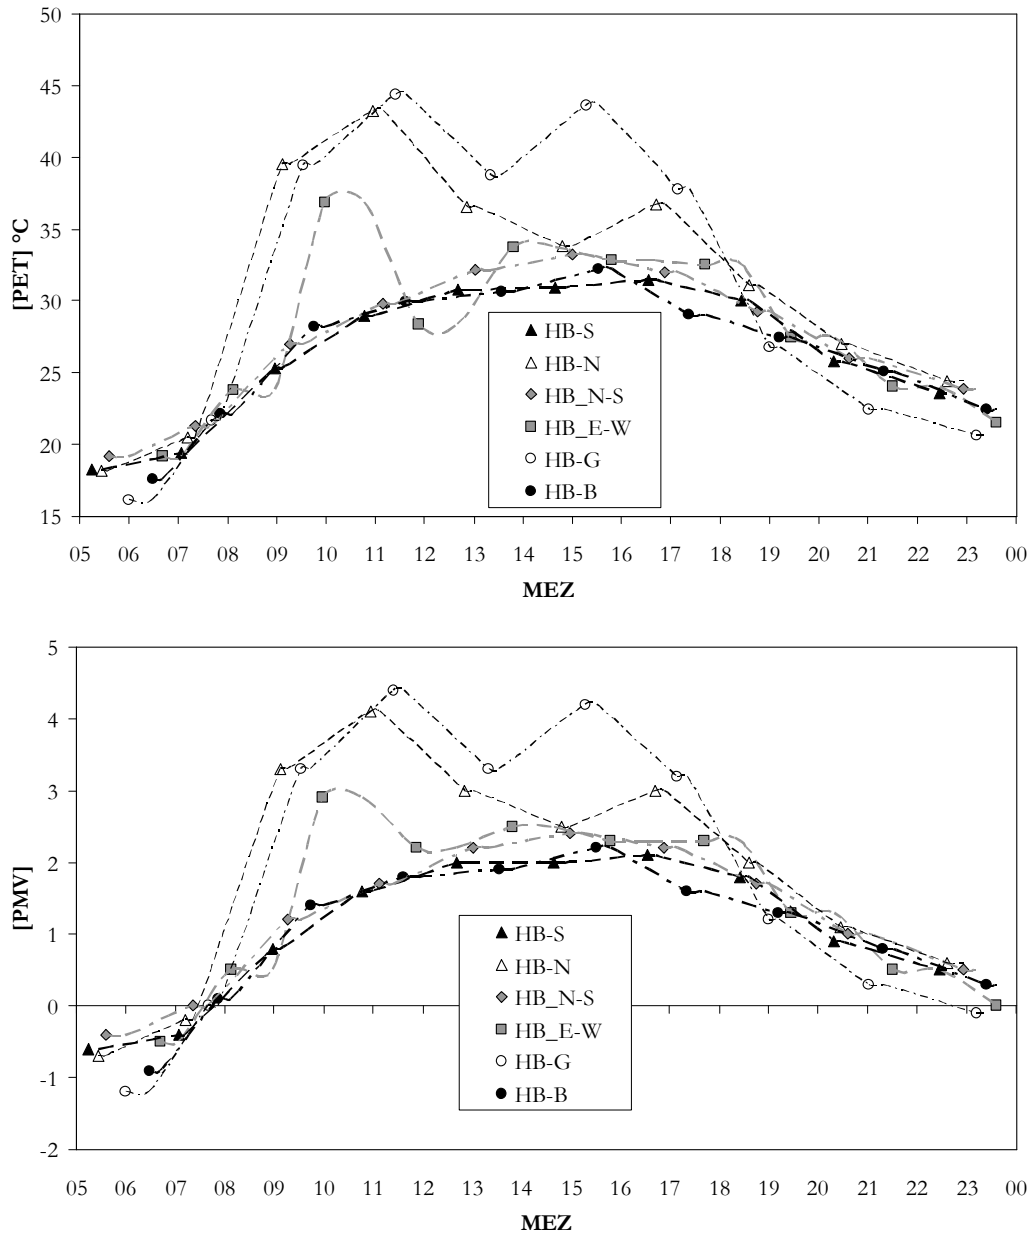 50
45
40
35
30
25
20
15
[PET] °C
HB-S
HB-N
HB_N-S
HB_E-W
HB-G
HB-B
05 06 07 08 09 10 11 12 13 14 15 16 17 18 19 20 21 22 23 00
MEZ
5
4
3
2
1
0
-1
-2
[PMV]
HB-S
HB-N
HB_N-S
HB_E-W
HB-G
HB-B
05 06 07 08 09 10 11 12 13 14 15 16 17 18 19 20 21 22 23 00
MEZ